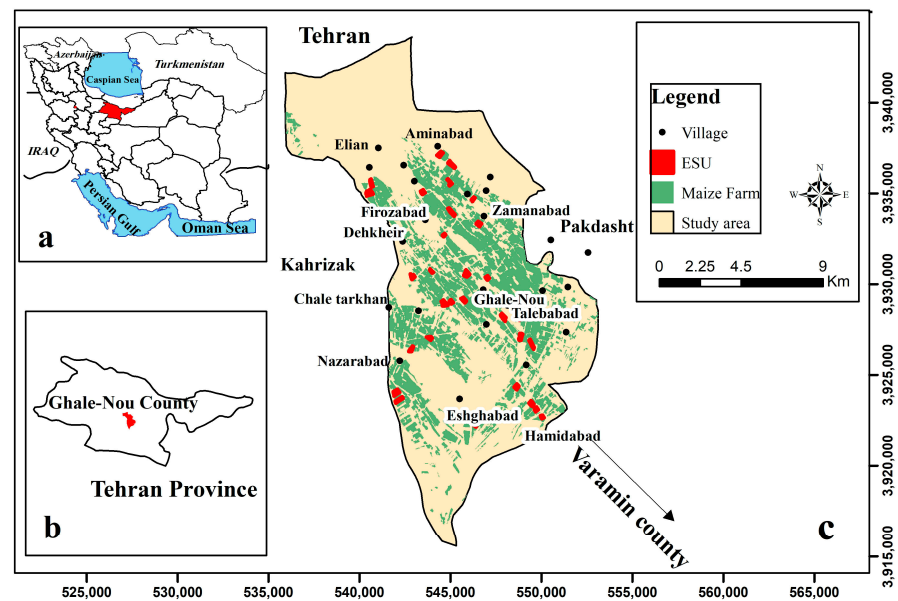 Azerbaijan
Turkmenistan
Caspian Sea
IRAQ
Persian Gulf
Oman Sea
a
Ghale-Nou County
Tehran Province
b
Tehran
Aminabad
Elian
Firozabad
Zamanabad
Dehkheir
Pakdasht
Kahrizak
Chale tarkhan
Ghale-Nou
Talebabad
Nazarabad
Eshghabad
Hamidabad
Varamin county
c
Legend
Village
ESU
Maize Farm
Study area
N
W
E
S
0 2.25 4.5 9
Km
3,940,000
3,935,000
3,930,000
3,925,000
3,920,000
3,915,000
525,000 530,000 535,000 540,000 545,000 550,000 555,000 560,000 565,000